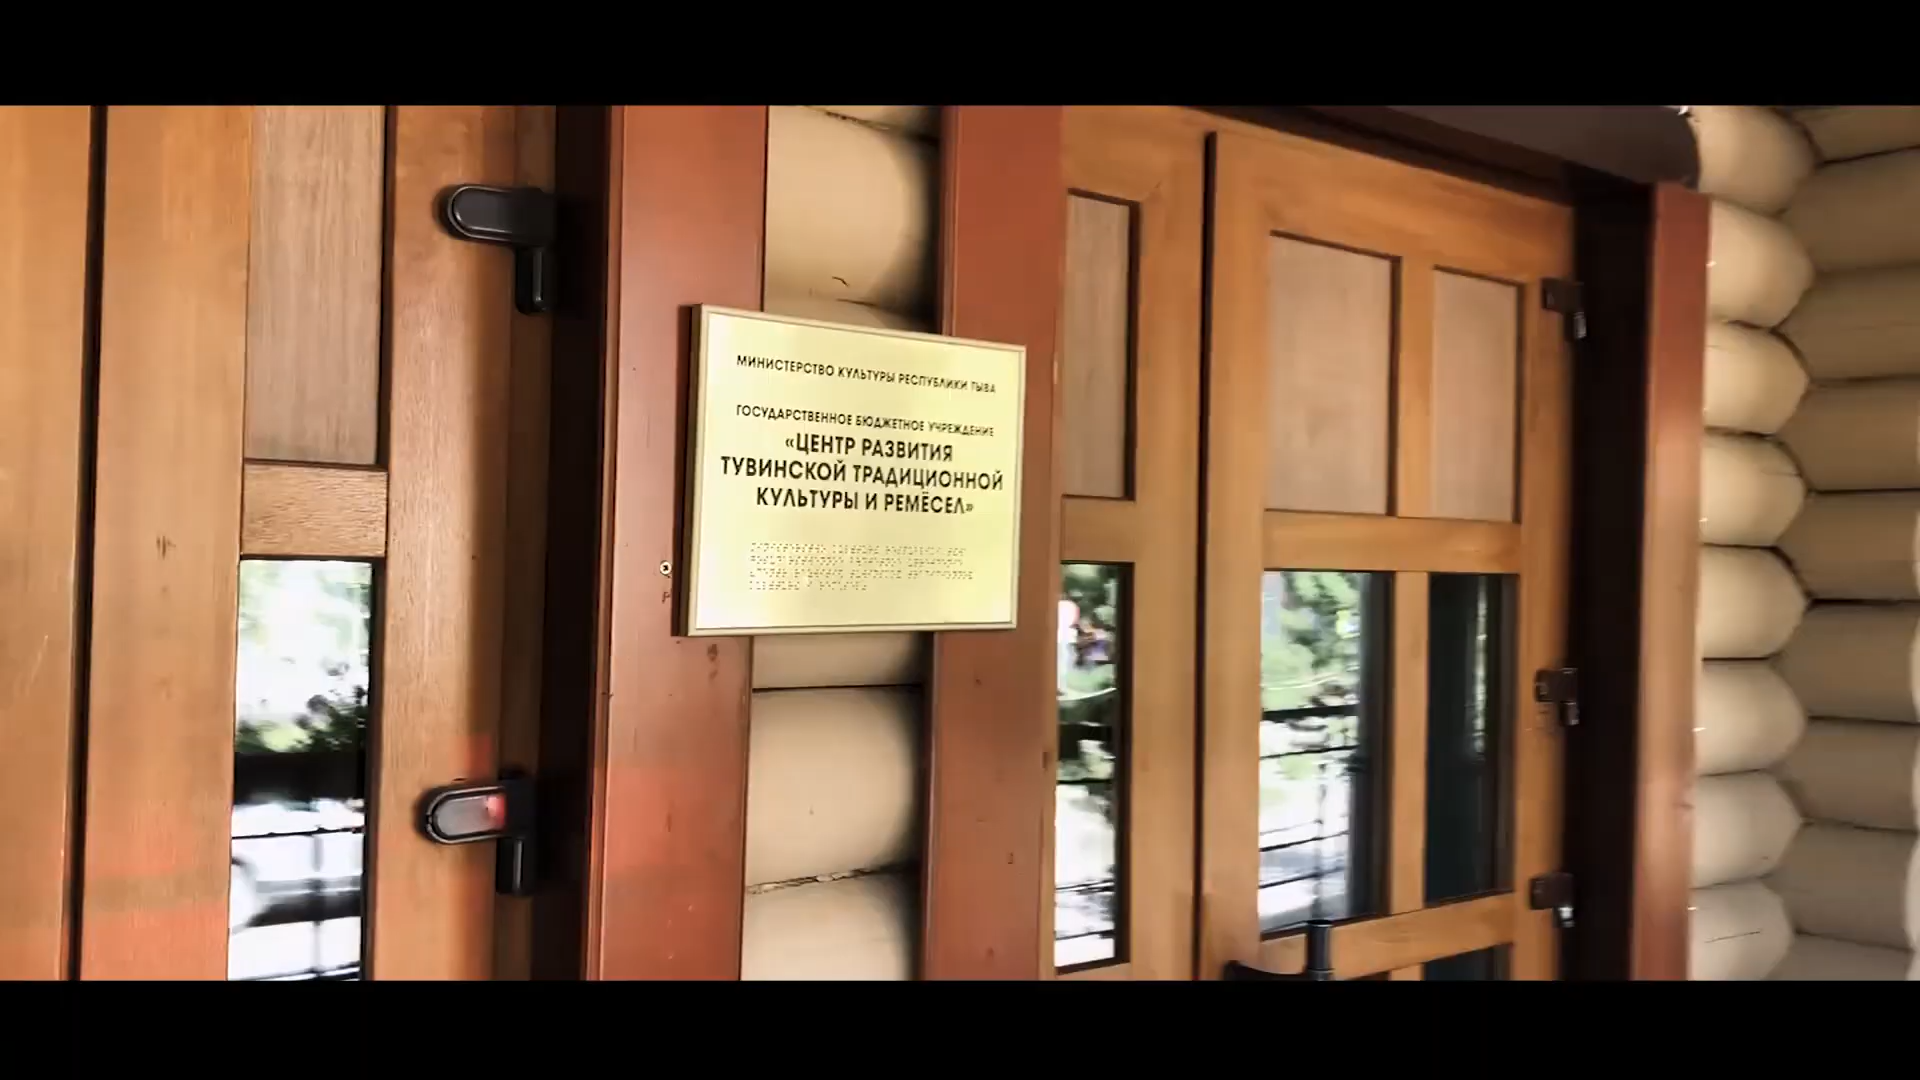 МИНИСТЕРСТВО КУЛЬТУРЫ РЕСПУБЛИКИ ТЫВА
ГОСУДАРСТВЕННОЕ БЮДЖЕТНОЕ УЧРЕЖДЕНИЕ
«ЦЕНТР РАЗВИТИЯ
ТУВИНСКОЙ ТРАДИЦИОННОЙ
КУЛЬТУРЫ И РЕМЁСЕЛ»